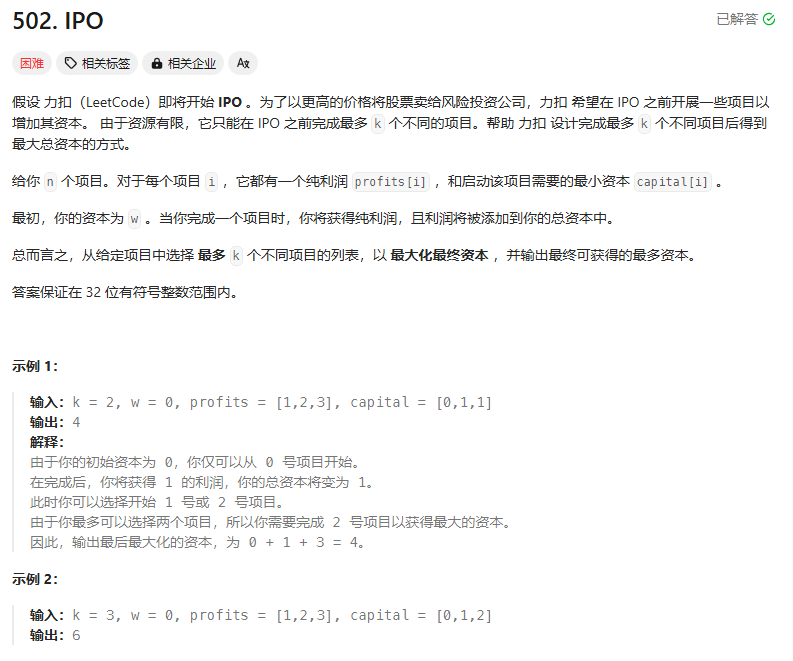 502. IPO
已解答
困难 相关标签 相关企业 Aあ
假设 力扣（LeetCode）即将开始 IPO 。为了以更高的价格将股票卖给风险投资公司，力扣 希望在 IPO 之前开展一些项目以
增加其资本。 由于资源有限，它只能在 IPO 之前完成最多 k 个不同的项目。帮助 力扣 设计完成最多 k 个不同项目后得到
最大总资本的方式。
给你 n 个项目。对于每个项目 i ，它都有一个纯利润 profits[i] ，和启动该项目需要的最小资本 capital[i] 。
最初，你的资本为 w 。当你完成一个项目时，你将获得纯利润，且利润将被添加到你的总资本中。
总而言之，从给定项目中选择 最多 k 个不同项目的列表，以 最大化最终资本 ，并输出最终可获得的最多资本。
答案保证在 32 位有符号整数范围内。
示例 1：
输入：k = 2, w = 0, profits = [1,2,3], capital = [0,1,1]
输出：4
解释：
由于你的初始资本为 0，你仅可以从 0 号项目开始。
在完成后，你将获得 1 的利润，你的总资本将变为 1。
此时你可以选择开始 1 号或 2 号项目。
由于你最多可以选择两个项目，所以你需要完成 2 号项目以获得最大的资本。
因此，输出最后最大化的资本，为 0 + 1 + 3 = 4。
示例 2：
输入：k = 3, w = 0, profits = [1,2,3], capital = [0,1,2]
输出：6